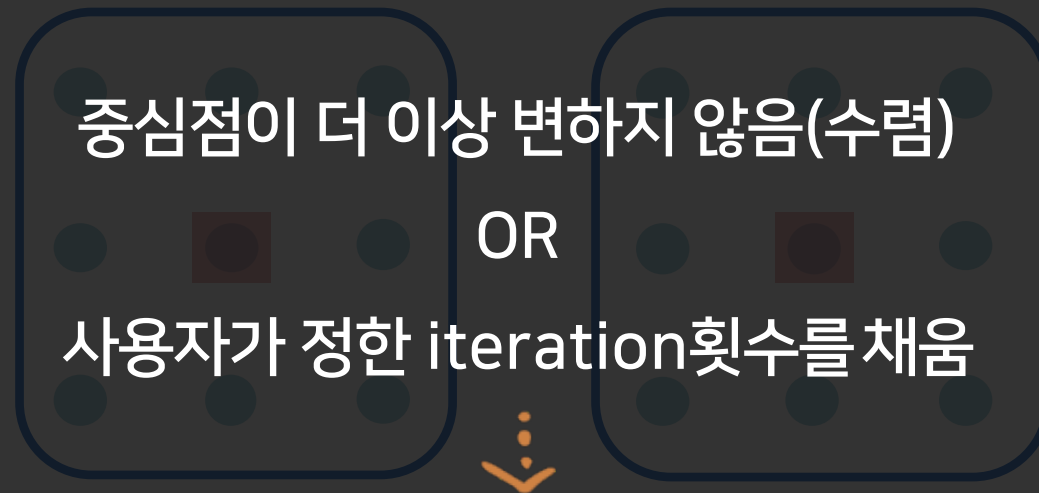 중심점이 더 이상 변하지 않음(수렴)
OR
사용자가 정한 iteration횟수를 채움